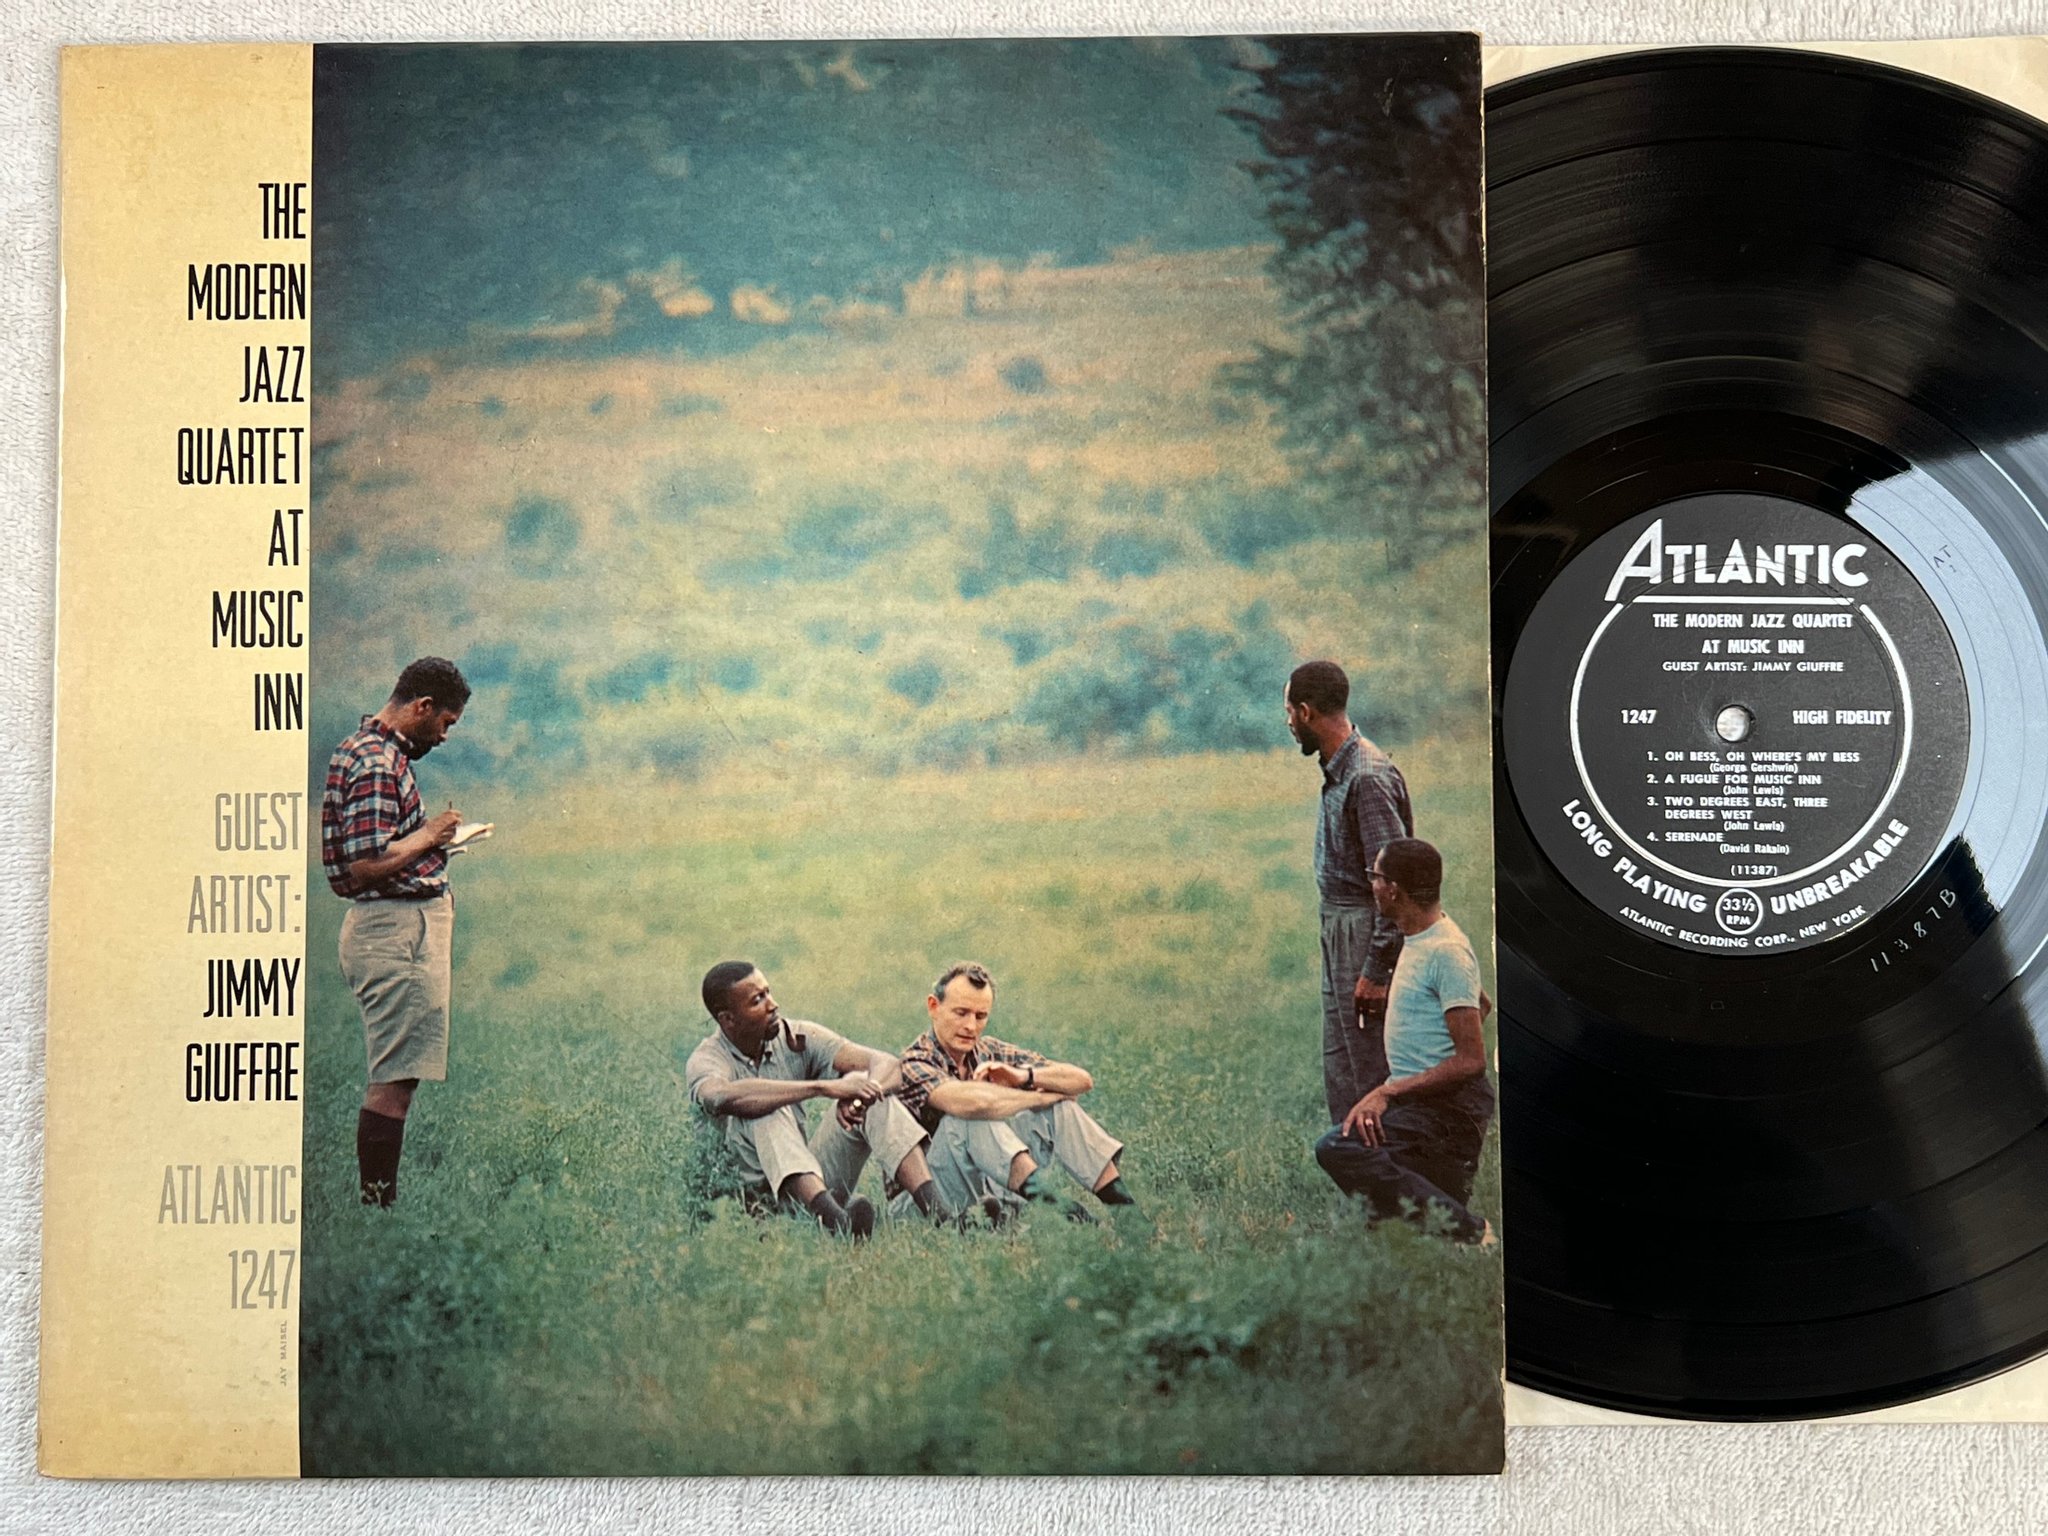 THE
MODERN
JAZZ
QUARTET
AT
MUSIC
INN
GUEST
ARTIST:
JIMMY
GIUFFRE
ATLANTIC
1247
JAY MAISEL
ATLANTIC
THE MODERN JAZZ QUARTET
AT MUSIC INN
GUEST ARTIST: JIMMY GIUFFRE
1247 HIGH FIDELITY
1. OH BESS, OH WHERE'S MY BESS
(George Gershwin)
2. A FUGUE FOR MUSIC INN
(John Lewis)
3. TWO DEGREES EAST, THREE
DEGREES WEST
(John Lewis)
4. SERENADE
(David Raksin)
(11387)
LONG PLAYING 33⅓ RPM UNBREAKABLE
ATLANTIC RECORDING CORP., NEW YORK
11387B
AT